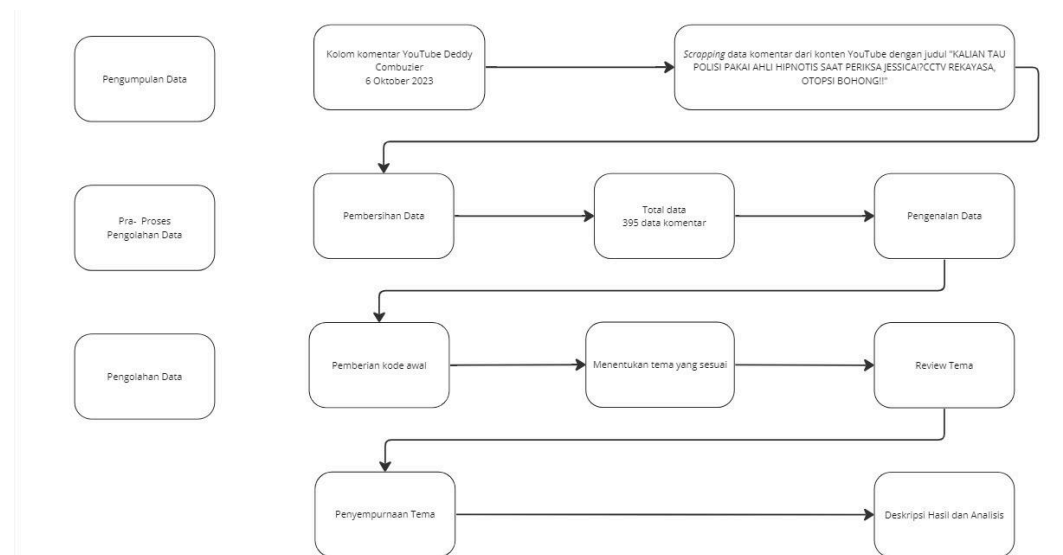 Pengumpulan Data
Kolom komentar YouTube Deddy
Combuzier
6 Oktober 2023
Scrapping data komentar dari konten YouTube dengan judul "KALIAN TAU
POLISI PAKAI AHLI HIPNOTIS SAAT PERIKSA JESSICA!?CCTV REKAYASA,
OTOPSI BOHONG!!"
Pra- Proses
Pengolahan Data
Pembersihan Data
Total data
395 data komentar
Pengenalan Data
Pengolahan Data
Pemberian kode awal
Menentukan tema yang sesuai
Review Tema
Penyempurnaan Tema
Deskripsi Hasil dan Analisis